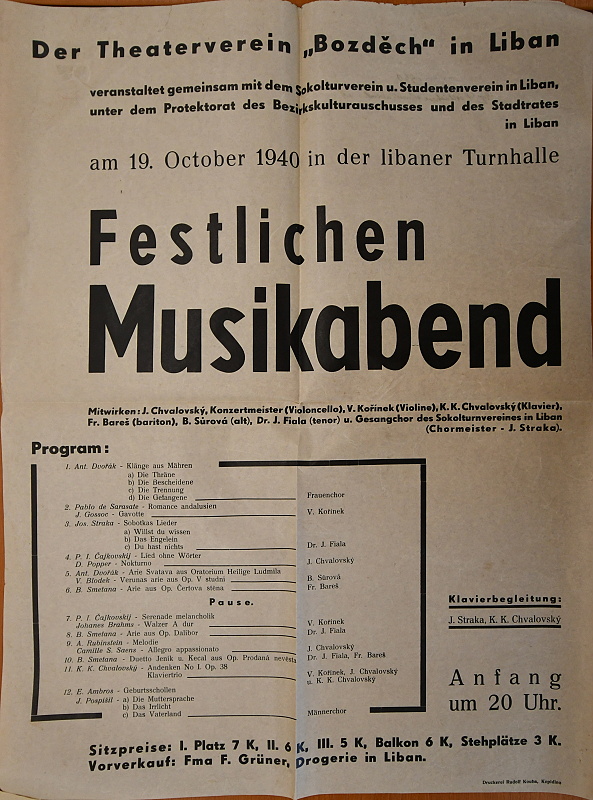 Der Theaterverein „Bozděch" in Liban
veranstaltet gemeinsam mit dem Sokolturverein u. Studentenverein in Liban,
unter dem Protektorat des Bezirkskulturauschusses und des Stadtrates
in Liban
am 19. October 1940 in der libaner Turnhalle
Festlichen
Musikabend
Mitwirken: J. Chvalovský, Konzertmeister (Violoncello), V. Kořínek (Violine), K. K. Chvalovský (Klavier),
Fr. Bareš (bariton), B. Sůrová (alt), Dr. J. Fiala (tenor) u. Gesangchor des Sokolturnvereines in Liban
(Chormeister - J. Straka).
Program:
1. Ant. Dvořák - Klänge aus Mähren
a) Die Thräne
b) Die Bescheidene
c) Die Trennung
d) Die Gefangene
Frauenchor
2. Pablo de Sarasate - Romance andalusien
J. Gossoc - Gavotte
V. Kořínek
3. Jos. Straka - Sobotkas Lieder
a) Willst du wissen
b) Das Engelein
c) Du hast nichts
Dr. J. Fiala
4. P. I. Čajkovskij - Lied ohne Wörter
D. Popper - Nokturno
J. Chvalovský
5. Ant. Dvořák - Arie Svatava aus Oratorium Heilige Ludmila
V. Blodek - Verunas arie aus Op. V studni
B. Sůrová
6. B. Smetana - Arie aus Op. Čertova stěna
Fr. Bareš
Pause.
7. P. I. Čajkovskij - Serenade melancholik
Johanes Brahms - Walzer A dur
V. Kořínek
8. B. Smetana - Arie aus Op. Dalibor
Dr. J. Fiala
9. A. Rubinstein - Melodie
Camille S. Saens - Allegro appassionato
J. Chvalovský
10. B. Smetana - Duetto Jeník u. Kecal aus Op. Prodaná nevěsta
Dr. J. Fiala, Fr. Bareš
11. K. K. Chvalovský - Andenken No I. Op. 38
Klaviertrio
V. Kořínek, J. Chvalovský
u. K. K. Chvalovský
12. E. Ambros - Geburtsschollen
J. Pospíšil - a) Die Muttersprache
b) Das Irrlicht
c) Das Vaterland
Männerchor
Klavierbegleitung:
J. Straka, K. K. Chvalovský
Anfang
um 20 Uhr.
Sitzpreise: I. Platz 7 K, II. 6 K, III. 5 K, Balkon 6 K, Stehplätze 3 K.
Vorverkauf: Fma F. Grüner, Drogerie in Liban.
Druckerei Rudolf